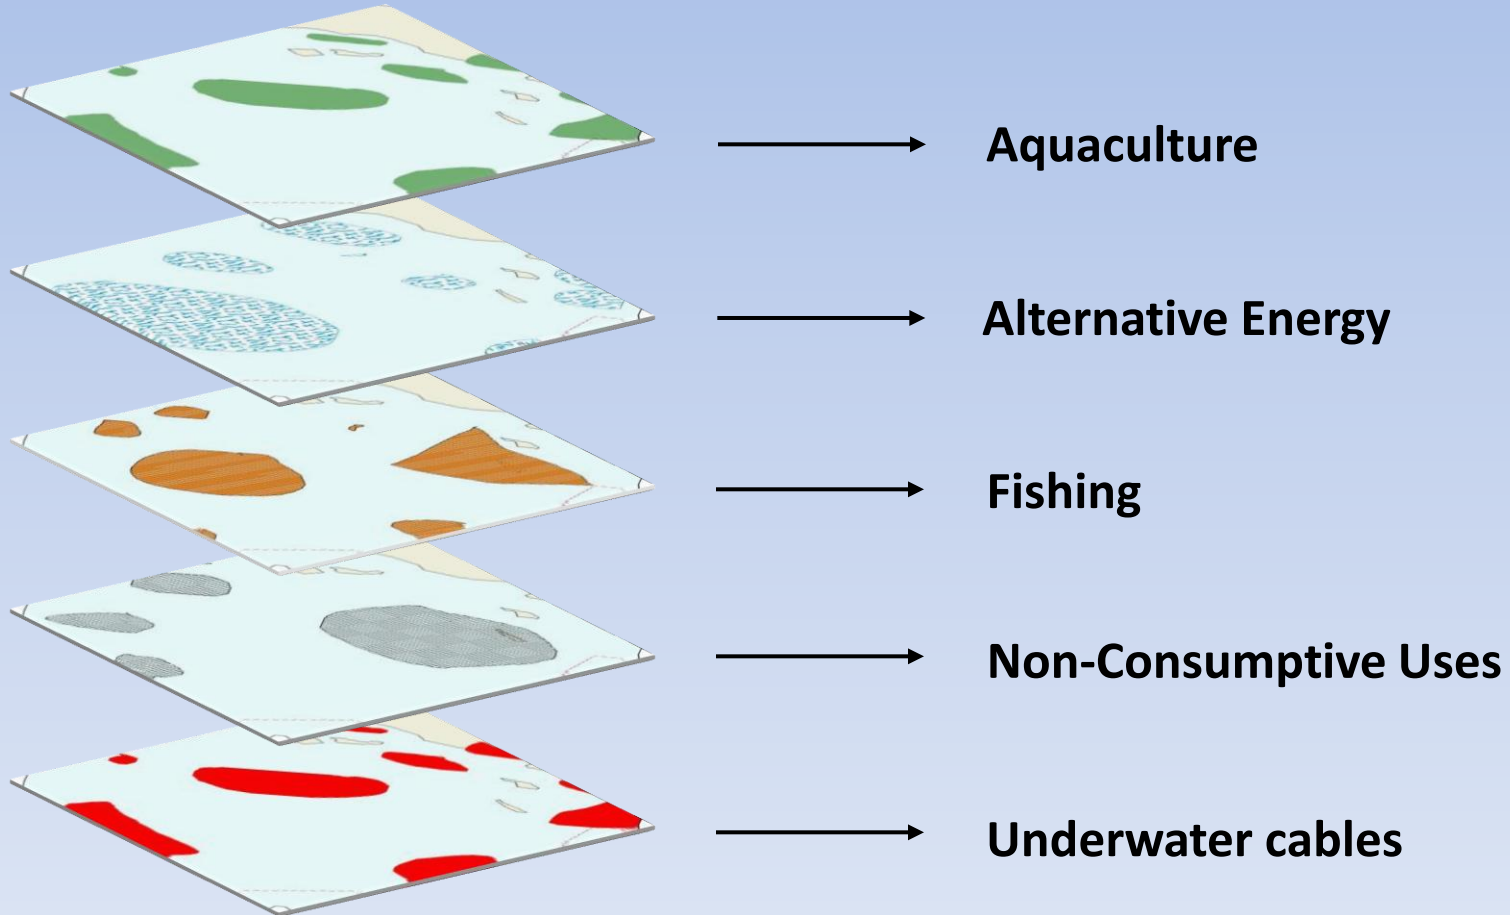 Aquaculture
Alternative Energy
Fishing
Non-Consumptive Uses
Underwater cables